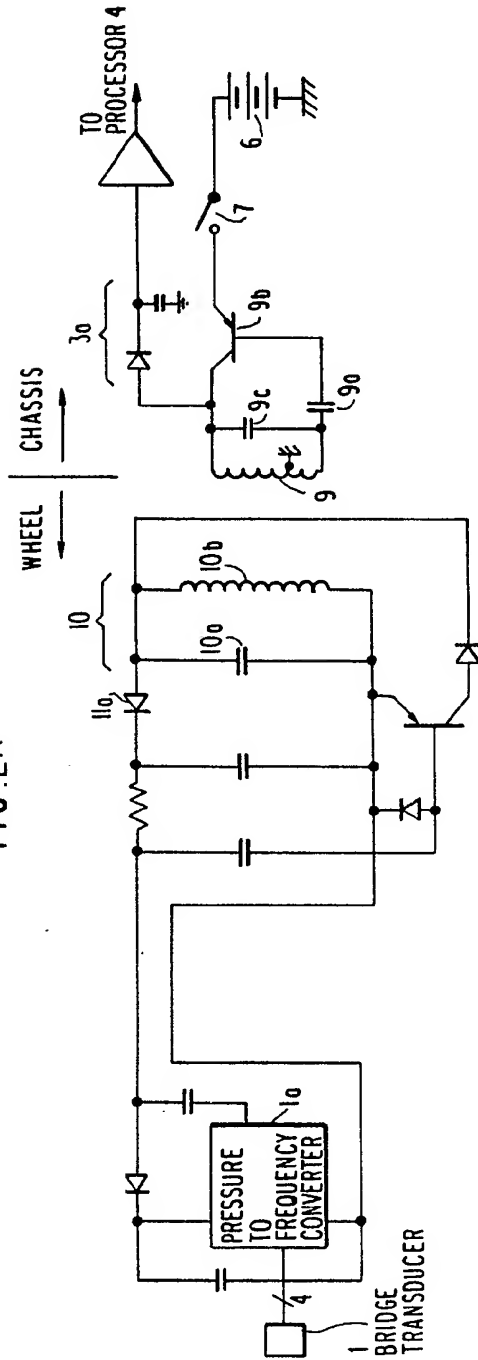 TO
PROCESSOR 4
3a
7
6
9b
9c
9a
9
CHASSIS
WHEEL
10
10b
10a
11a
1a
PRESSURE
TO
FREQUENCY
CONVERTER
4
1
BRIDGE
TRANSDUCER